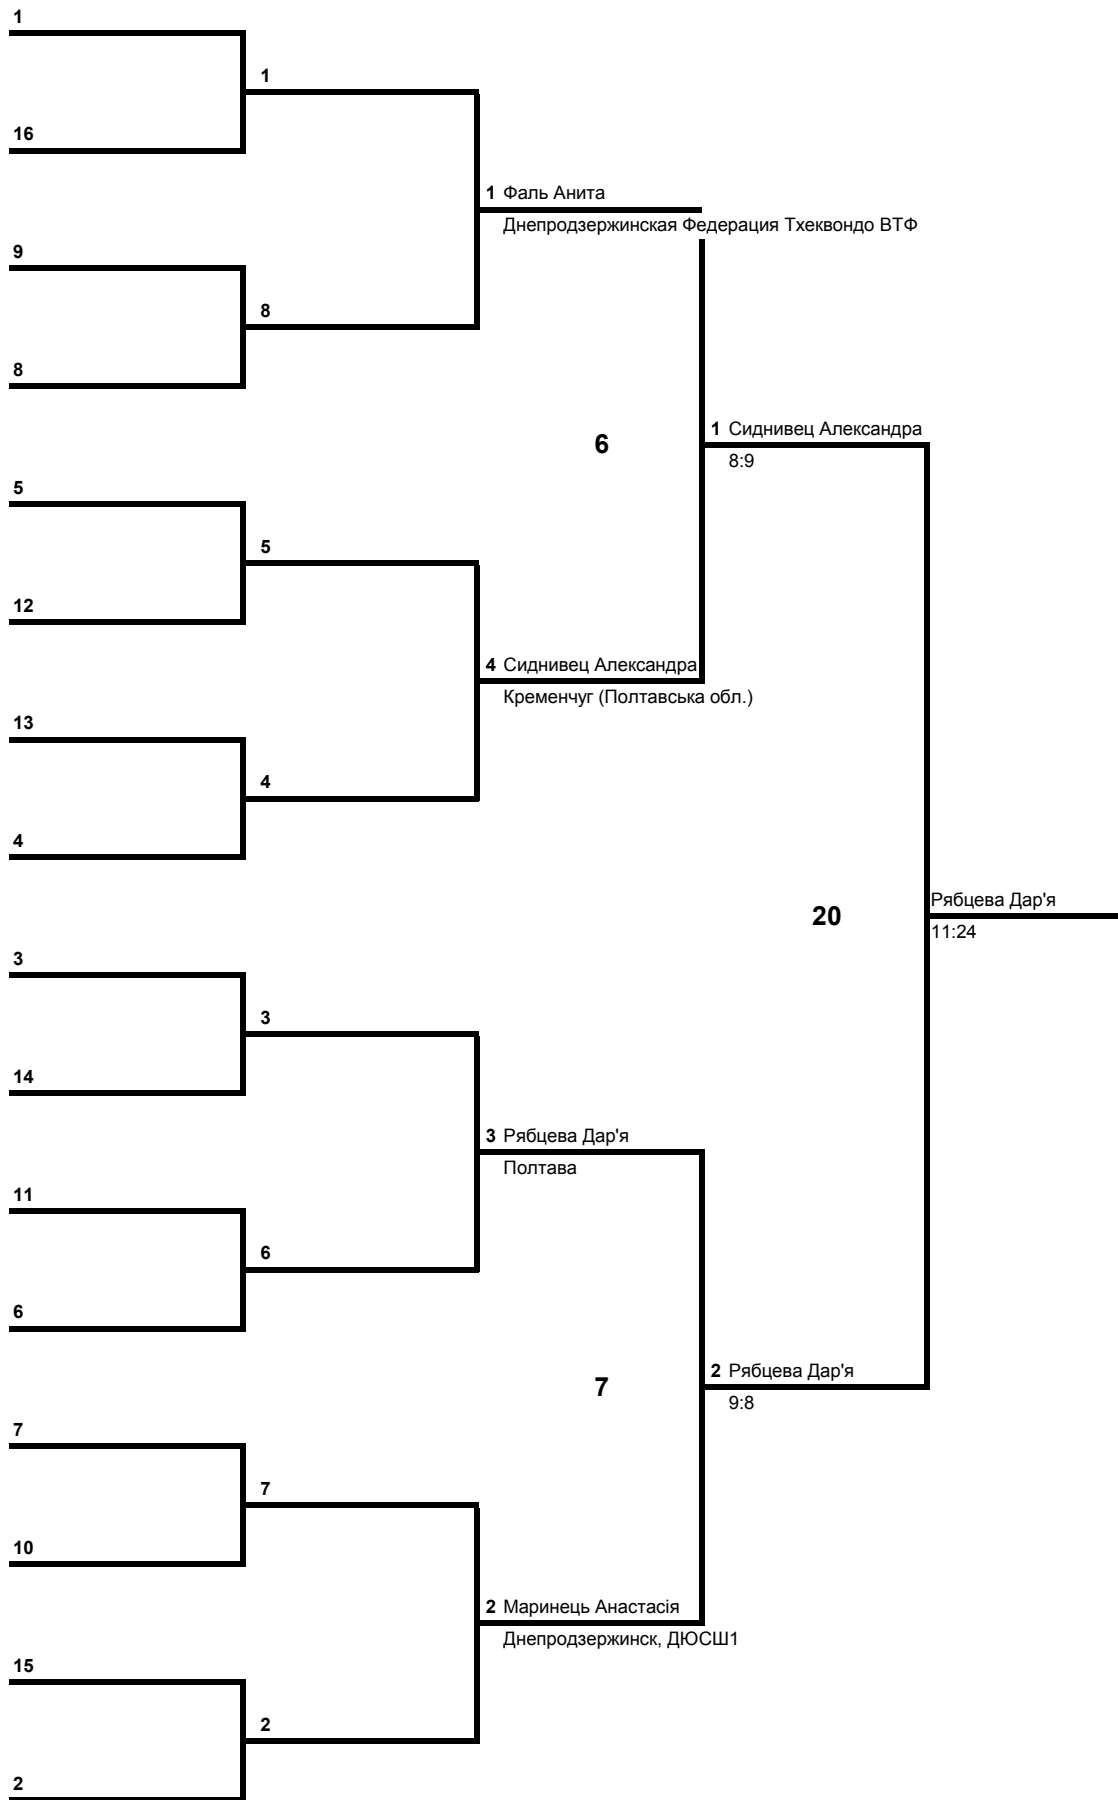 1
1
16
1 Фаль Анита
Днепродзержинская Федерация Тхеквондо ВТФ
9
8
8
6
1 Сиднивец Александра
8:9
5
5
12
4 Сиднивец Александра
Кременчуг (Полтавська обл.)
13
4
4
20
Рябцева Дар'я
11:24
3
3
14
3 Рябцева Дар'я
Полтава
11
6
6
7
2 Рябцева Дар'я
9:8
7
7
10
2 Маринець Анастасія
Днепродзержинск, ДЮСШ1
15
2
2